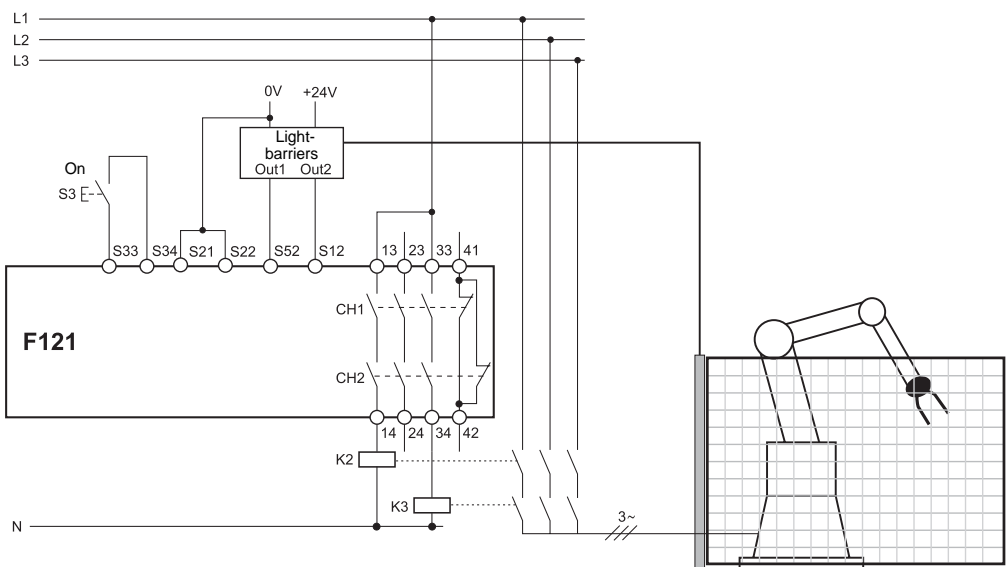 L1
L2
L3
0V +24V
Light-
barriers
Out1 Out2
On
S3
S33 S34 S21 S22 S52 S12 13 23 33 41
CH1
F121
CH2
14 24 34 42
K2
K3
N
3~